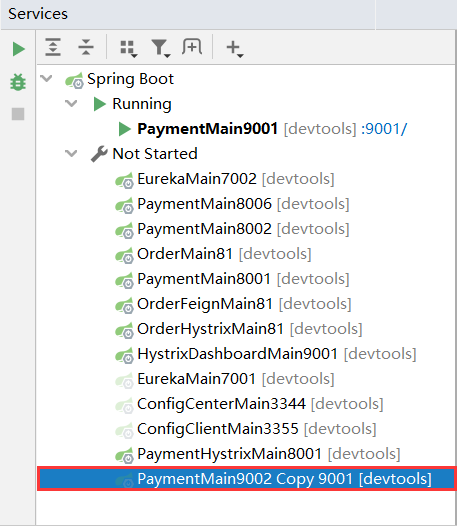 Services
Spring Boot
Running
PaymentMain9001 [devtools] :9001/
Not Started
EurekaMain7002 [devtools]
PaymentMain8006 [devtools]
PaymentMain8002 [devtools]
OrderMain81 [devtools]
PaymentMain8001 [devtools]
OrderFeignMain81 [devtools]
OrderHystrixMain81 [devtools]
HystrixDashboardMain9001 [devtools]
EurekaMain7001 [devtools]
ConfigCenterMain3344 [devtools]
ConfigClientMain3355 [devtools]
PaymentHystrixMain8001 [devtools]
PaymentMain9002 Copy 9001 [devtools]